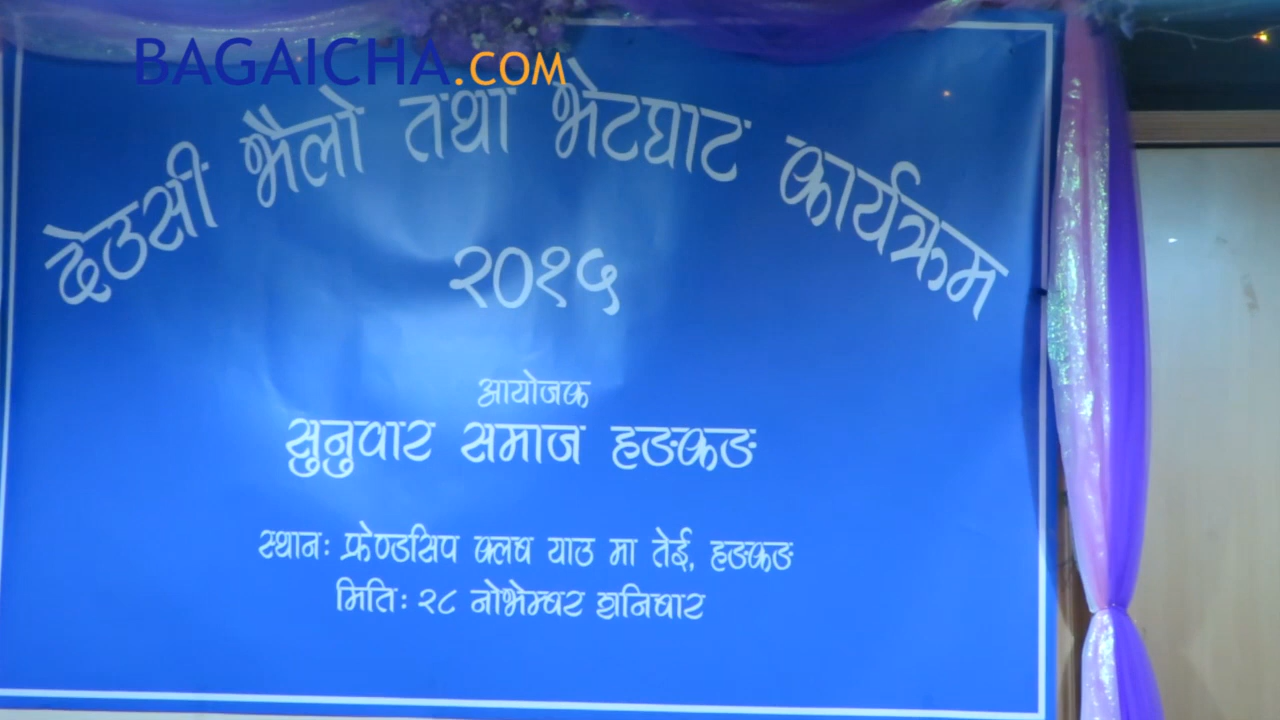 BAGAICHA.COM
देउसी भैलो तथा भेटघाट कार्यक्रम
२०१५
आयोजक
सुनुवार समाज हङकङ
स्थानः फ्रेण्डसिप क्लब याउ मा तेई, हङकङ
मितिः २८ नोभेम्बर शनिबार